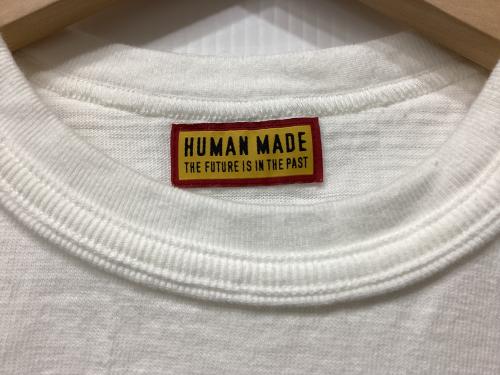 HUMAN MADE
THE FUTURE IS IN THE PAST